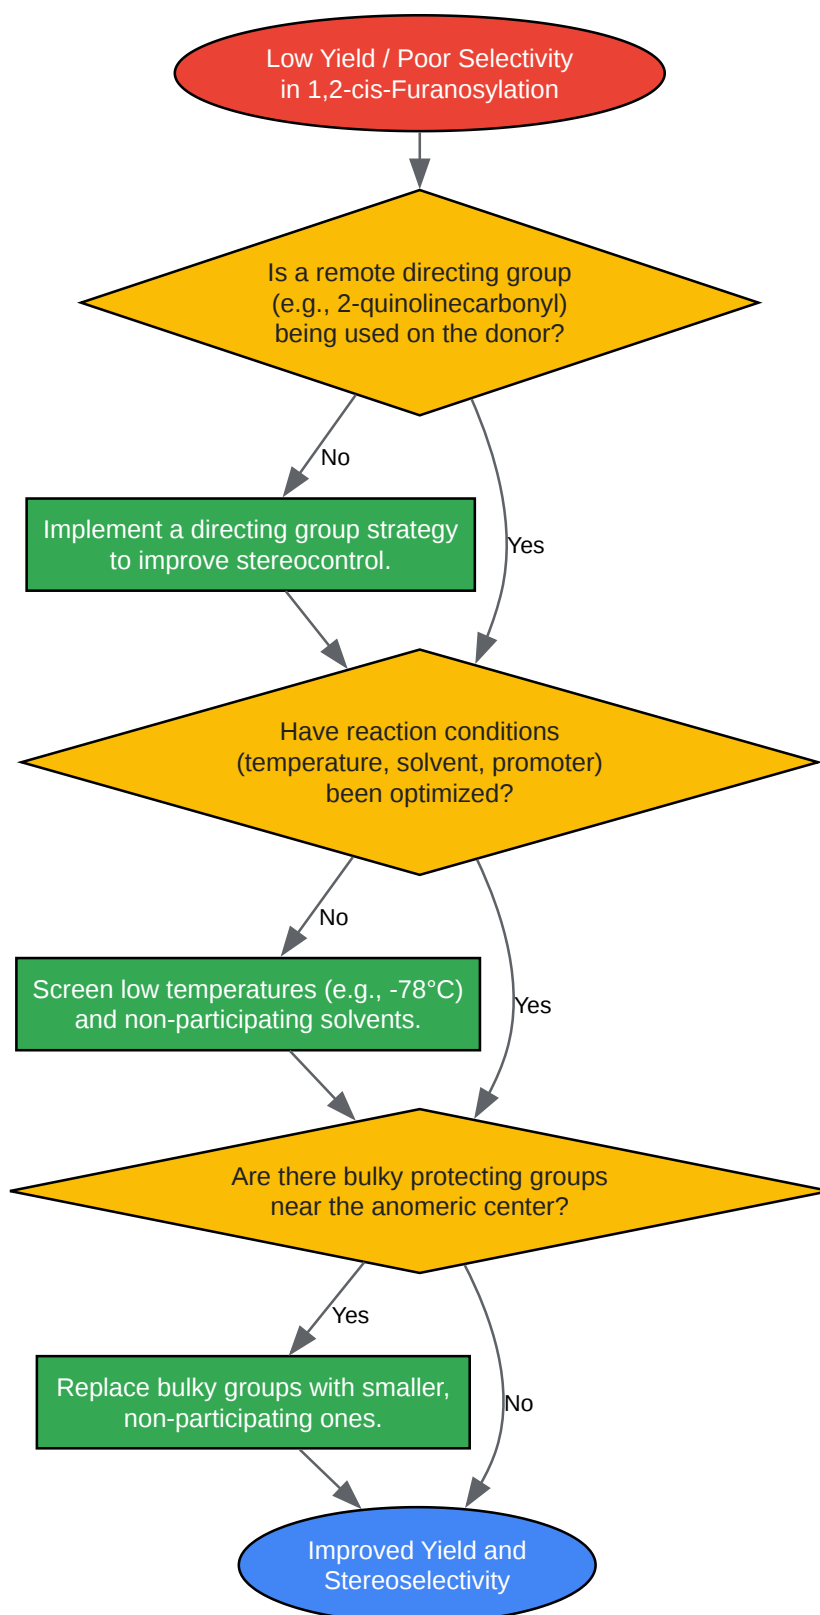 Low Yield / Poor Selectivity
in 1,2-cis-Furanosylation
Is a remote directing group
(e.g., 2-quinolinecarbonyl)
being used on the donor?
No
Yes
Implement a directing group strategy
to improve stereocontrol.
Have reaction conditions
(temperature, solvent, promoter)
been optimized?
No
Yes
Screen low temperatures (e.g., -78°C)
and non-participating solvents.
Are there bulky protecting groups
near the anomeric center?
Yes
No
Replace bulky groups with smaller,
non-participating ones.
Improved Yield and
Stereoselectivity